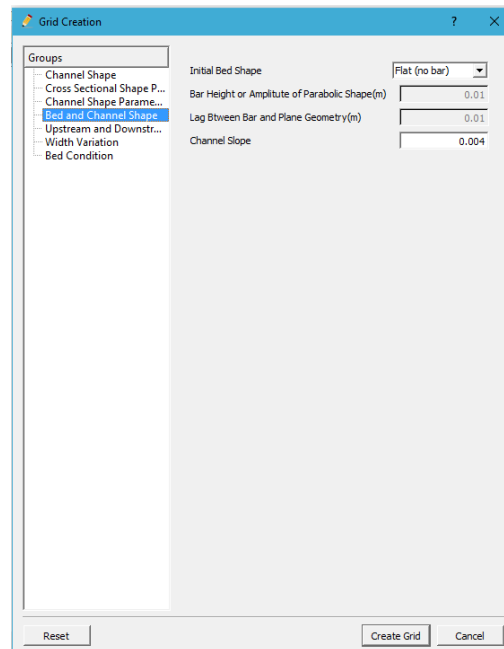 Grid Creation
?
Groups
Channel Shape
Cross Sectional Shape P...
Channel Shape Parame...
Bed and Channel Shape
Upstream and Downstr...
Width Variation
Bed Condition
Initial Bed Shape Flat (no bar)
Bar Height or Amplitute of Parabolic Shape(m) 0.01
Lag Btween Bar and Plane Geometry(m) 0.01
Channel Slope 0.004
Reset Create Grid Cancel